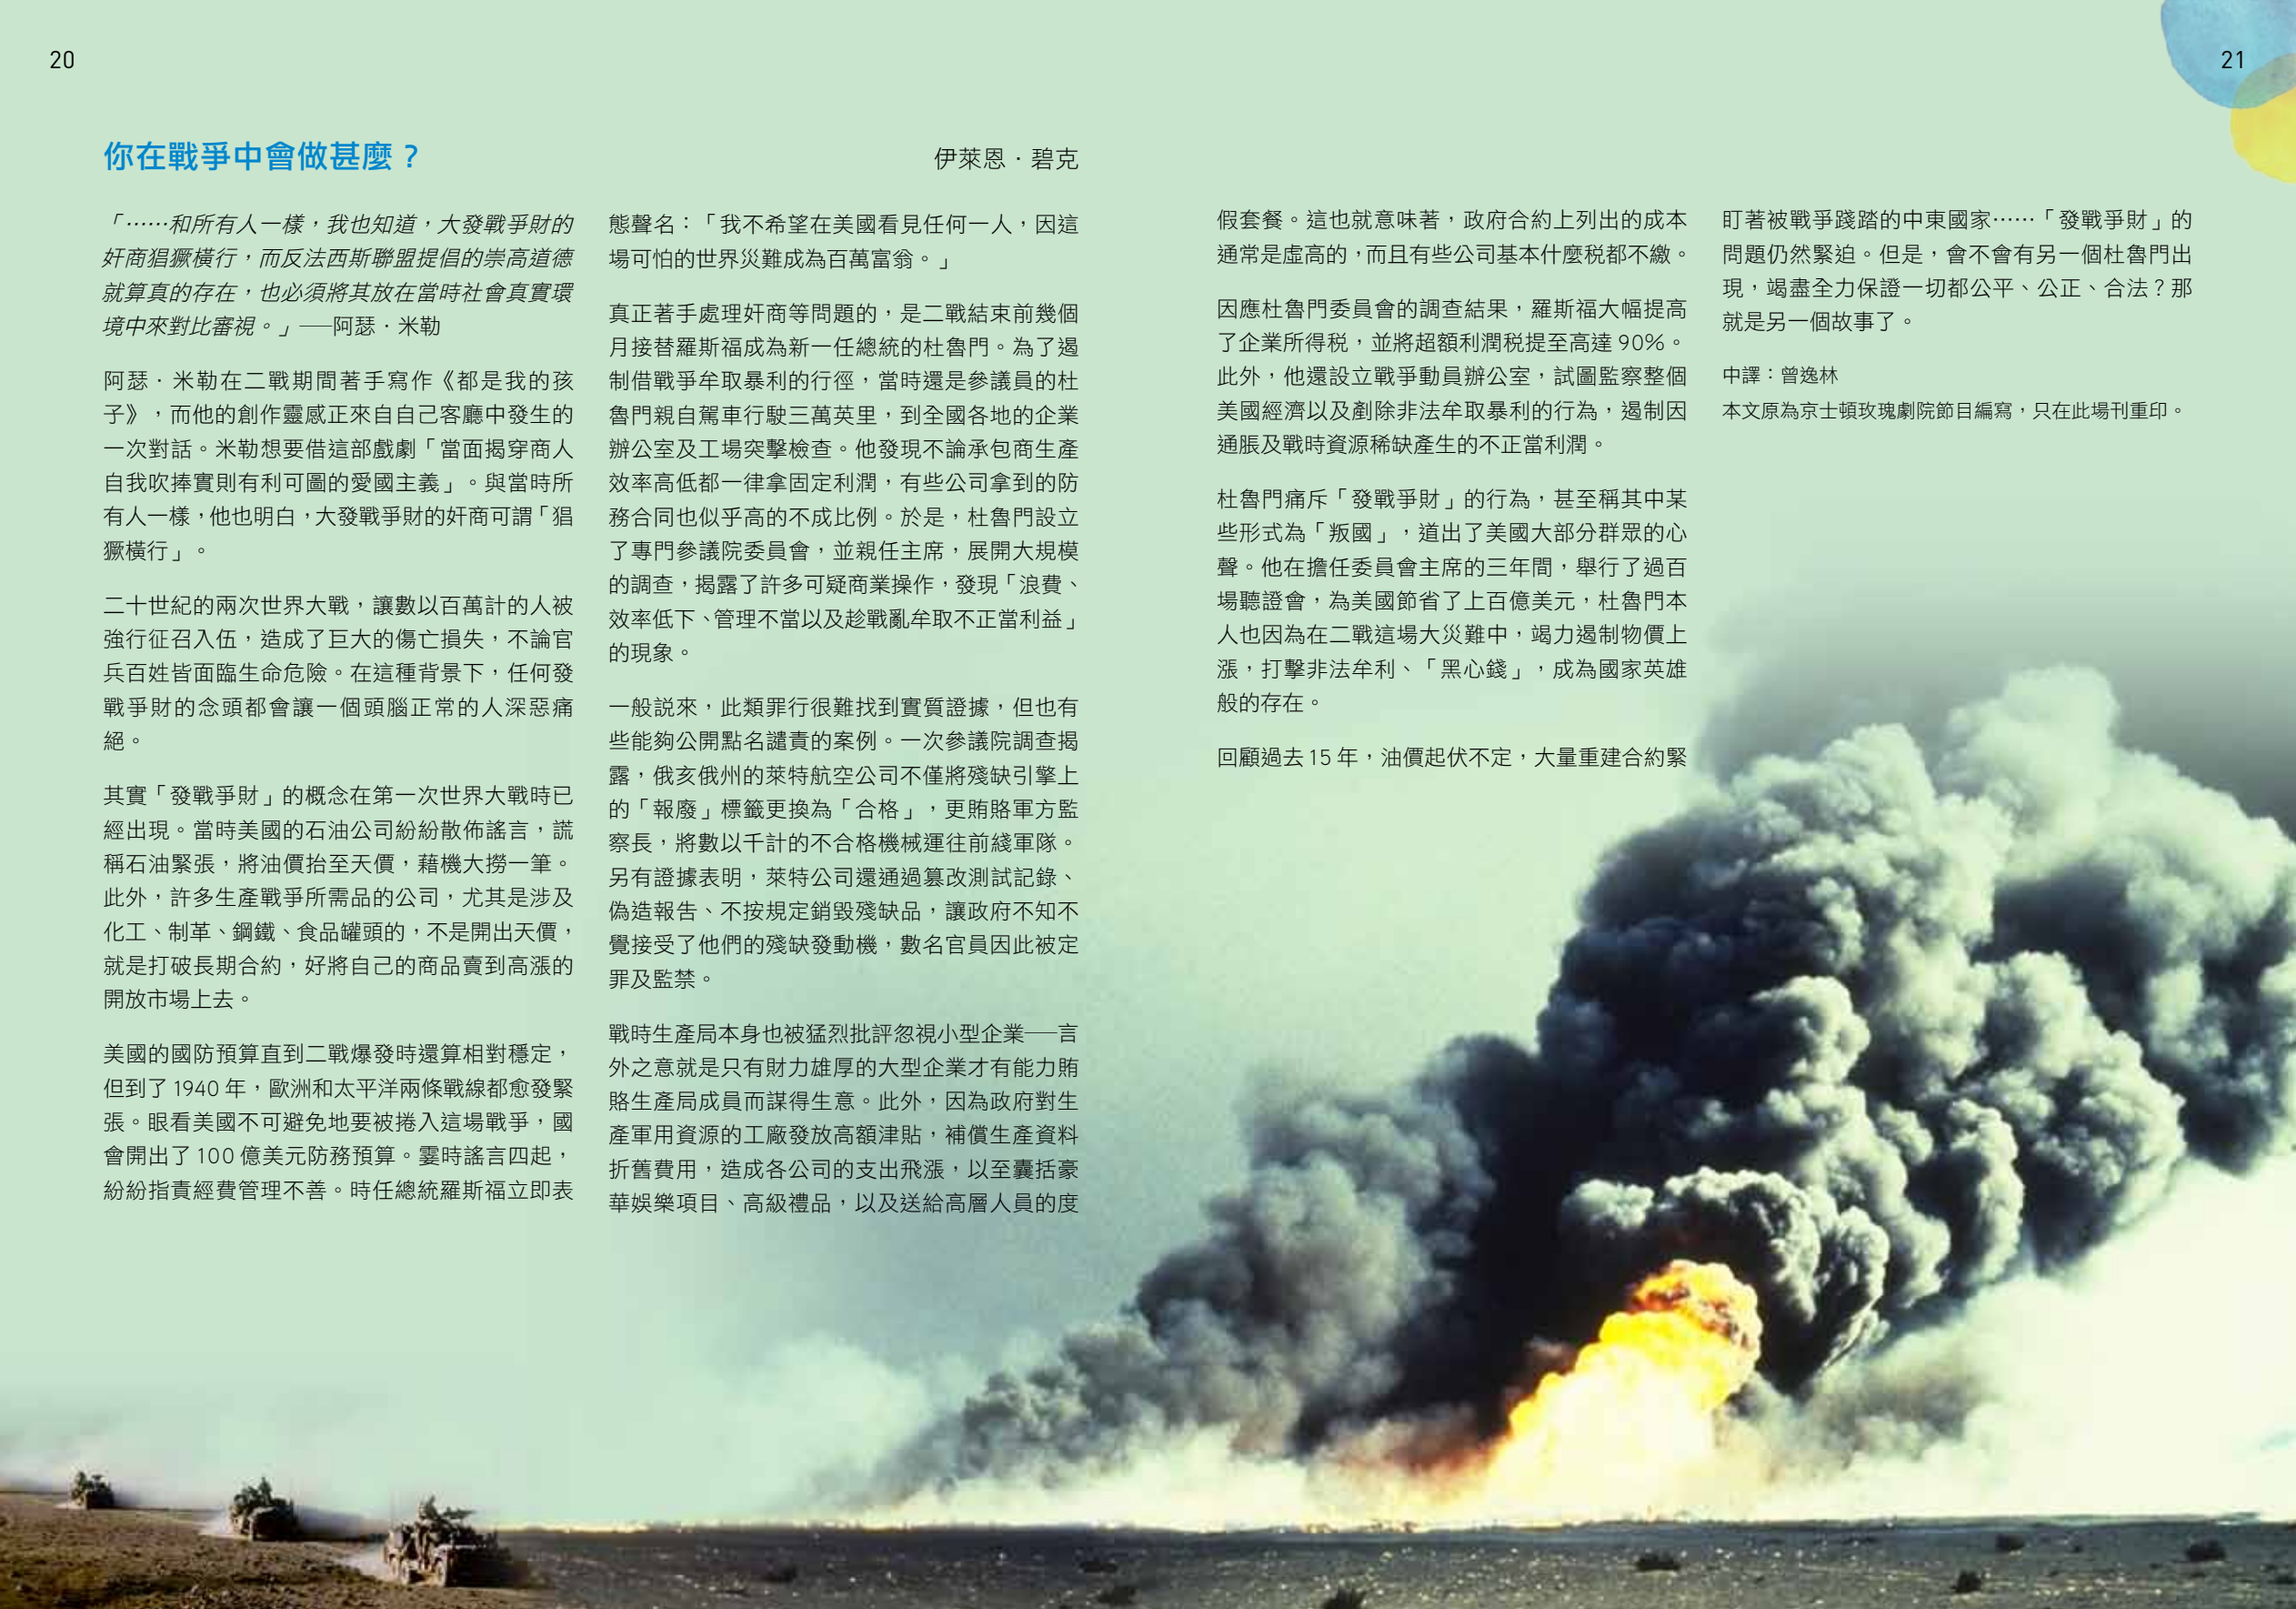 20
你在戰爭中會做甚麼?
伊萊恩·碧克
「⋯⋯和所有人一樣,我也知道,大發戰爭財的
奸商猖獗橫行,而反法西斯聯盟提倡的崇高道德
就算真的存在,也必須將其放在當時社會真實環
境中來對比審視。」——阿瑟·米勒
阿瑟·米勒在二戰期間著手寫作《都是我的孩
子》,而他的創作靈感正來自自己客廳中發生的
一次對話。米勒想要借這部戲劇「當面揭穿商人
自我吹捧實則有利可圖的愛國主義」。與當時所
有人一樣,他也明白,大發戰爭財的奸商可謂「猖
獗橫行」。
二十世紀的兩次世界大戰,讓數以百萬計的人被
強行征召入伍,造成了巨大的傷亡損失,不論官
兵百姓皆面臨生命危險。在這種背景下,任何發
戰爭財的念頭都會讓一個頭腦正常的人深惡痛
絕。
其實「發戰爭財」的概念在第一次世界大戰時已
經出現。當時美國的石油公司紛紛散佈謠言,謊
稱石油緊張,將油價抬至天價,藉機大撈一筆。
此外,許多生產戰爭所需品的公司,尤其是涉及
化工、制革、鋼鐵、食品罐頭的,不是開出天價,
就是打破長期合約,好將自己的商品賣到高漲的
開放市場上去。
美國的國防預算直到二戰爆發時還算相對穩定,
但到了 1940 年,歐洲和太平洋兩條戰線都愈發緊
張。眼看美國不可避免地要被捲入這場戰爭,國
會開出了 100 億美元防務預算。霎時謠言四起,
紛紛指責經費管理不善。時任總統羅斯福立即表
態聲名:「我不希望在美國看見任何一人,因這
場可怕的世界災難成為百萬富翁。」
真正著手處理奸商等問題的,是二戰結束前幾個
月接替羅斯福成為新一任總統的杜魯門。為了遏
制借戰爭牟取暴利的行徑,當時還是參議員的杜
魯門親自駕車行駛三萬英里,到全國各地的企業
辦公室及工場突擊檢查。他發現不論承包商生產
效率高低都一律拿固定利潤,有些公司拿到的防
務合同也似乎高的不成比例。於是,杜魯門設立
了專門參議院委員會,並親任主席,展開大規模
的調查,揭露了許多可疑商業操作,發現「浪費、
效率低下、管理不當以及趁戰亂牟取不正當利益」
的現象。
一般説來,此類罪行很難找到實質證據,但也有
些能夠公開點名譴責的案例。一次參議院調查揭
露,俄亥俄州的萊特航空公司不僅將殘缺引擎上
的「報廢」標籤更換為「合格」,更賄賂軍方監
察長,將數以千計的不合格機械運往前綫軍隊。
另有證據表明,萊特公司還通過篡改測試記錄、
偽造報告、不按規定銷毀殘缺品,讓政府不知不
覺接受了他們的殘缺發動機,數名官員因此被定
罪及監禁。
戰時生產局本身也被猛烈批評忽視小型企業——言
外之意就是只有財力雄厚的大型企業才有能力賄
賂生產局成員而謀得生意。此外,因為政府對生
產軍用資源的工廠發放高額津貼,補償生產資料
折舊費用,造成各公司的支出飛漲,以至囊括豪
華娛樂項目、高級禮品,以及送給高層人員的度
21
假套餐。這也就意味著,政府合約上列出的成本
通常是虛高的,而且有些公司基本什麼税都不繳。
因應杜魯門委員會的調查結果,羅斯福大幅提高
了企業所得税,並將超額利潤税提至高達 90%。
此外,他還設立戰爭動員辦公室,試圖監察整個
美國經濟以及剷除非法牟取暴利的行為,遏制因
通脹及戰時資源稀缺產生的不正當利潤。
杜魯門痛斥「發戰爭財」的行為,甚至稱其中某
些形式為「叛國」,道出了美國大部分群眾的心
聲。他在擔任委員會主席的三年間,舉行了過百
場聽證會,為美國節省了上百億美元,杜魯門本
人也因為在二戰這場大災難中,竭力遏制物價上
漲,打擊非法牟利、「黑心錢」,成為國家英雄
般的存在。
回顧過去 15 年,油價起伏不定,大量重建合約緊
盯著被戰爭踐踏的中東國家⋯⋯「發戰爭財」的
問題仍然緊迫。但是,會不會有另一個杜魯門出
現,竭盡全力保證一切都公平、公正、合法?那
就是另一個故事了。
中譯:曾逸林
本文原為京士頓玫瑰劇院節目編寫,只在此場刊重印。